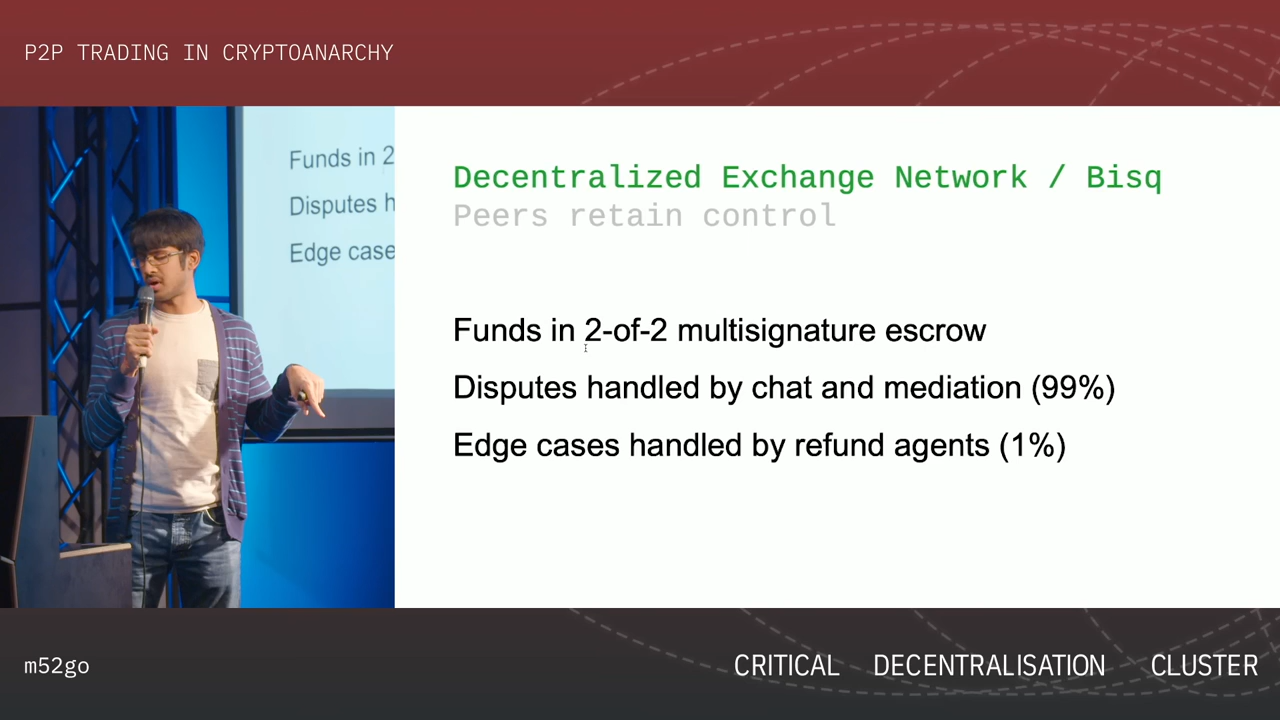 P2P TRADING IN CRYPTOANARCHY
Funds in 2
Disputes h
Edge case
Decentralized Exchange Network / Bisq
Peers retain control
Funds in 2-of-2 multisignature escrow
Disputes handled by chat and mediation (99%)
Edge cases handled by refund agents (1%)
m52go
CRITICAL DECENTRALISATION CLUSTER